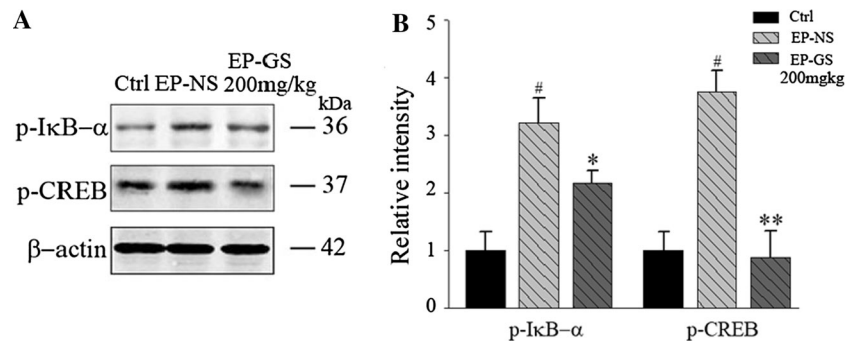 A
Ctrl EP-NS EP-GS 200mg/kg
kDa
p-IκB−α 36
p-CREB 37
β−actin 42
B
Ctrl
EP-NS
EP-GS
200mgkg
Relative intensity
5
4
3
2
1
0
#
*
#
**
p-IκB−α
p-CREB